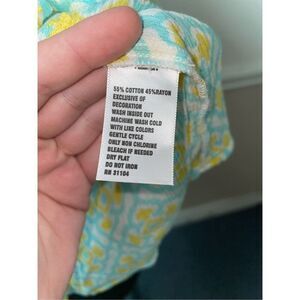 55% COTTON 45%RAYON
EXCLUSIVE OF
DECORATION
WASH INSIDE OUT
MACHINE WASH COLD
WITH LIKE COLORS
GENTLE CYCLE
ONLY NON CHLORINE
BLEACH IF NEEDED
DRY FLAT
DO NOT IRON
RN 31104